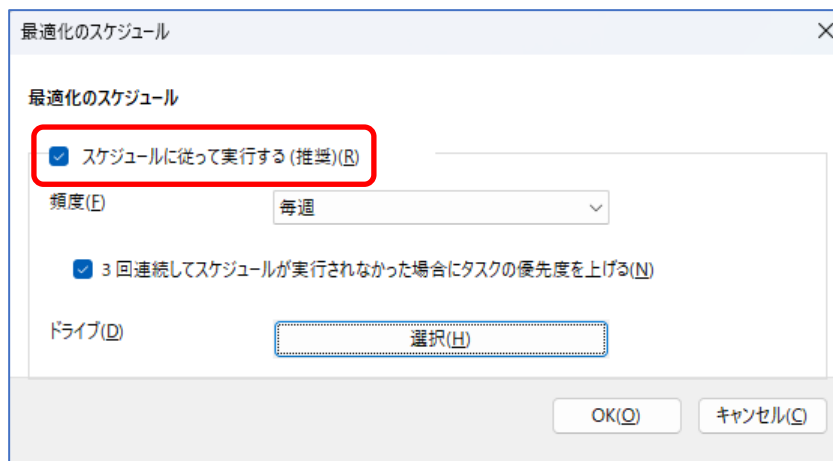 最適化のスケジュール
最適化のスケジュール
スケジュールに従って実行する (推奨)(R)
頻度(F)
毎週
3 回連続してスケジュールが実行されなかった場合にタスクの優先度を上げる(N)
ドライブ(D)
選択(H)
OK(O)
キャンセル(C)